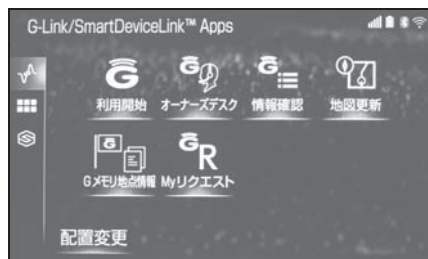 G-Link/SmartDeviceLink™ Apps
利用開始 オーナーズデスク 情報確認 地図更新
Gメモリ地点情報 Myリクエスト
配置変更